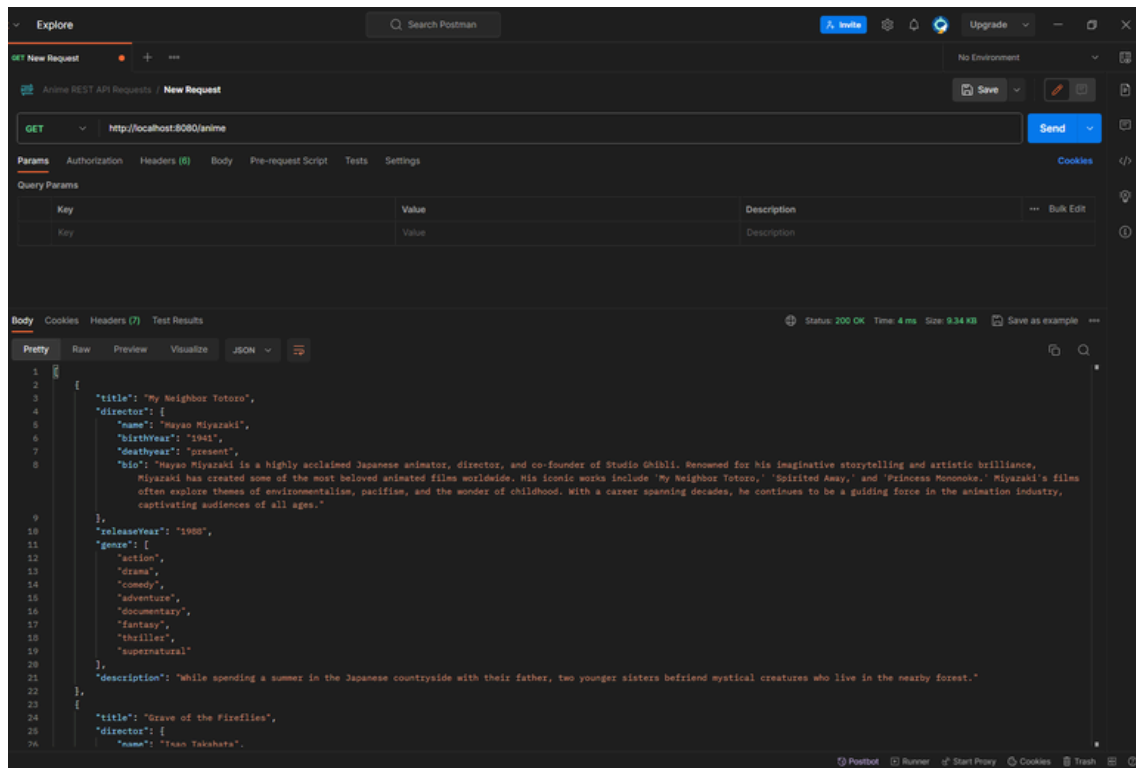 Explore
Search Postman
Invite
Upgrade
GET New Request
No Environment
Anime REST API Requests / New Request
Save
GET http://localhost:8080/anime
Send
Params Authorization Headers (6) Body Pre-request Script Tests Settings
Cookies
Query Params
Key Value Description ••• Bulk Edit
Key Value Description
Body Cookies Headers (7) Test Results
Status: 200 OK Time: 4 ms Size: 9.34 KB Save as example •••
Pretty Raw Preview Visualize JSON
1 [
2 {
3 "title": "My Neighbor Totoro",
4 "director": {
5 "name": "Hayao Miyazaki",
6 "birthYear": "1941",
7 "deathyear": "present",
8 "bio": "Hayao Miyazaki is a highly acclaimed Japanese animator, director, and co-founder of Studio Ghibli. Renowned for his imaginative storytelling and artistic brilliance,
Miyazaki has created some of the most beloved animated films worldwide. His iconic works include 'My Neighbor Totoro,' 'Spirited Away,' and 'Princess Mononoke.' Miyazaki's films
often explore themes of environmentalism, pacifism, and the wonder of childhood. With a career spanning decades, he continues to be a guiding force in the animation industry,
captivating audiences of all ages."
9 },
10 "releaseYear": "1988",
11 "genre": [
12 "action",
13 "drama",
14 "comedy",
15 "adventure",
16 "documentary",
17 "fantasy",
18 "thriller",
19 "supernatural"
20 ],
21 "description": "While spending a summer in the Japanese countryside with their father, two younger sisters befriend mystical creatures who live in the nearby forest."
22 },
23 {
24 "title": "Grave of the Fireflies",
25 "director": {
26 "name": "Isao Takahata",
Postbot Runner Start Proxy Cookies Trash